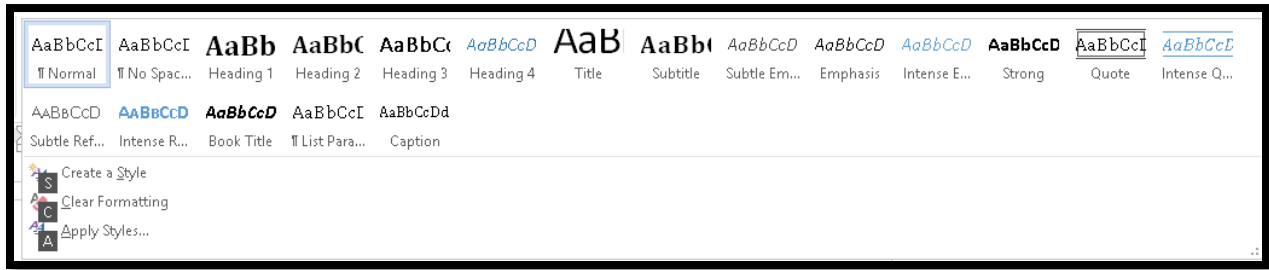 AaBbCcI AaBbCcI AaBb AaBb( AaBbC( AaBbCcD AaB AaBb( AaBbCcD AaBbCcD AaBbCcD AaBbCcD AaBbCcI AaBbCcD
¶ Normal ¶ No Spac... Heading 1 Heading 2 Heading 3 Heading 4 Title Subtitle Subtle Em... Emphasis Intense E... Strong Quote Intense Q...
AABBCCD AABBCCD AaBbCcD AaBbCcI AaBbCcDd
Subtle Ref... Intense R... Book Title ¶ List Para... Caption
S Create a Style
C Clear Formatting
A Apply Styles...